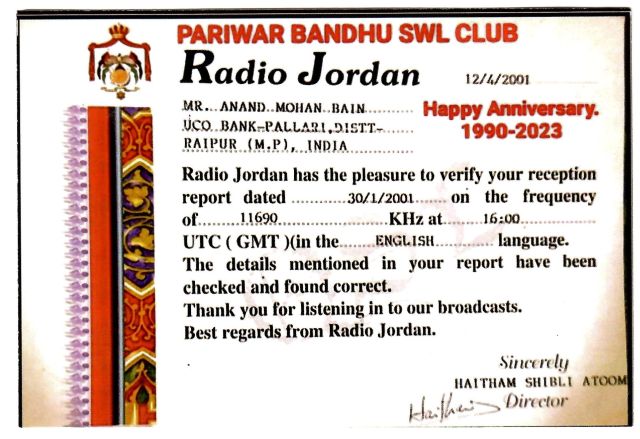 PARIWAR BANDHU SWL CLUB
Radio Jordan
12/4/2001
MR. ANAND MOHAN BAIN
UCO BANK-PALLARI,DISTT-
RAIPUR (M.P), INDIA
Happy Anniversary.
1990-2023
Radio Jordan has the pleasure to verify your reception
report dated 30/1/2001 on the frequency
of 11690 KHz at 16:00
UTC ( GMT )(in the ENGLISH language.
The details mentioned in your report have been
checked and found correct.
Thank you for listening in to our broadcasts.
Best regards from Radio Jordan.
Sincerely
HAITHAM SHIBLI ATOOM
Haitham Director